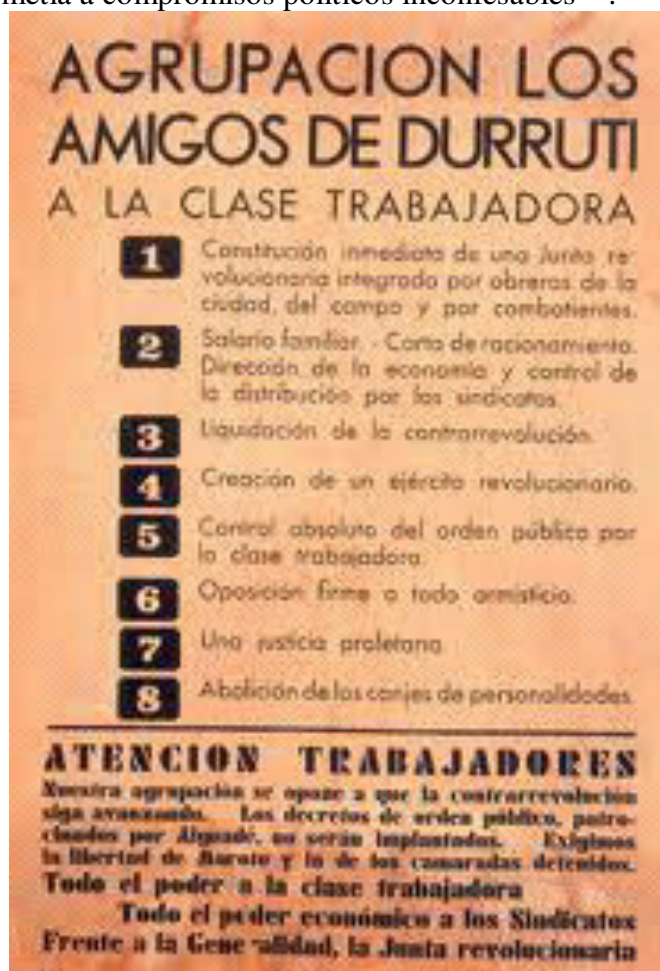 metía a compromisos políticos inconfesables
AGRUPACION LOS
AMIGOS DE DURRUTI
A LA CLASE TRABAJADORA
1 Constitución inmediata de una Junta re-
volucionaria integrada por obreros de la
ciudad, del campo y por combatientes.
2 Salario familiar. - Carta de racionamiento.
Dirección de la economía y control de
la distribución por los sindicatos.
3 Liquidación de la contrarrevolución.
4 Creación de un ejército revolucionario.
5 Control absoluto del orden público por
la clase trabajadora.
6 Oposición firme a todo armisticio.
7 Una justicia proletaria.
8 Abolición de los canjes de personalidades.
ATENCION TRABAJADORES
Nuestra agrupación se opone a que la contrarrevolución
siga avanzando. Los decretos de orden público, patro-
cinados por Aiguadé, no serán implantados. Exigimos
la libertad de Maroto y la de los camaradas detenidos.
Todo el poder a la clase trabajadora
Todo el poder económico a los Sindicatos
Frente a la Generalidad, la Junta revolucionaria